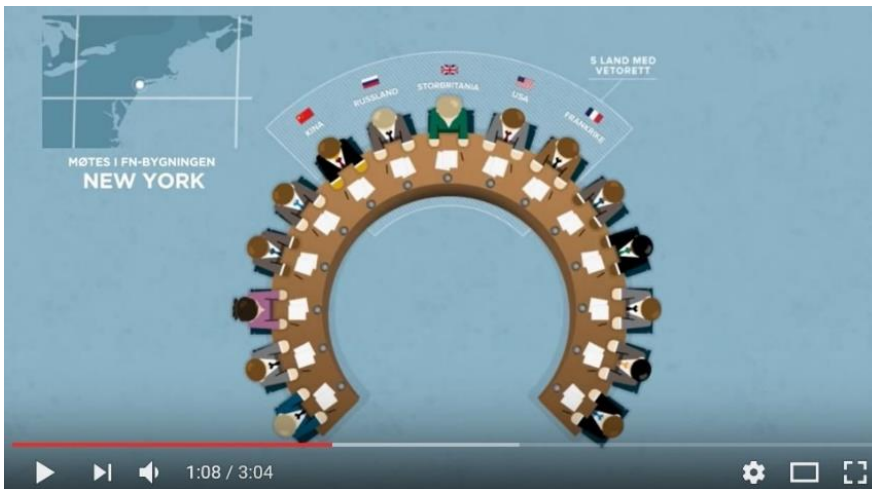 5 LAND MED
VETORETT
KINA
RUSSLAND
STORBRITANIA
USA
FRANKRIKE
MØTES I FN-BYGNINGEN
NEW YORK
1:08 / 3:04